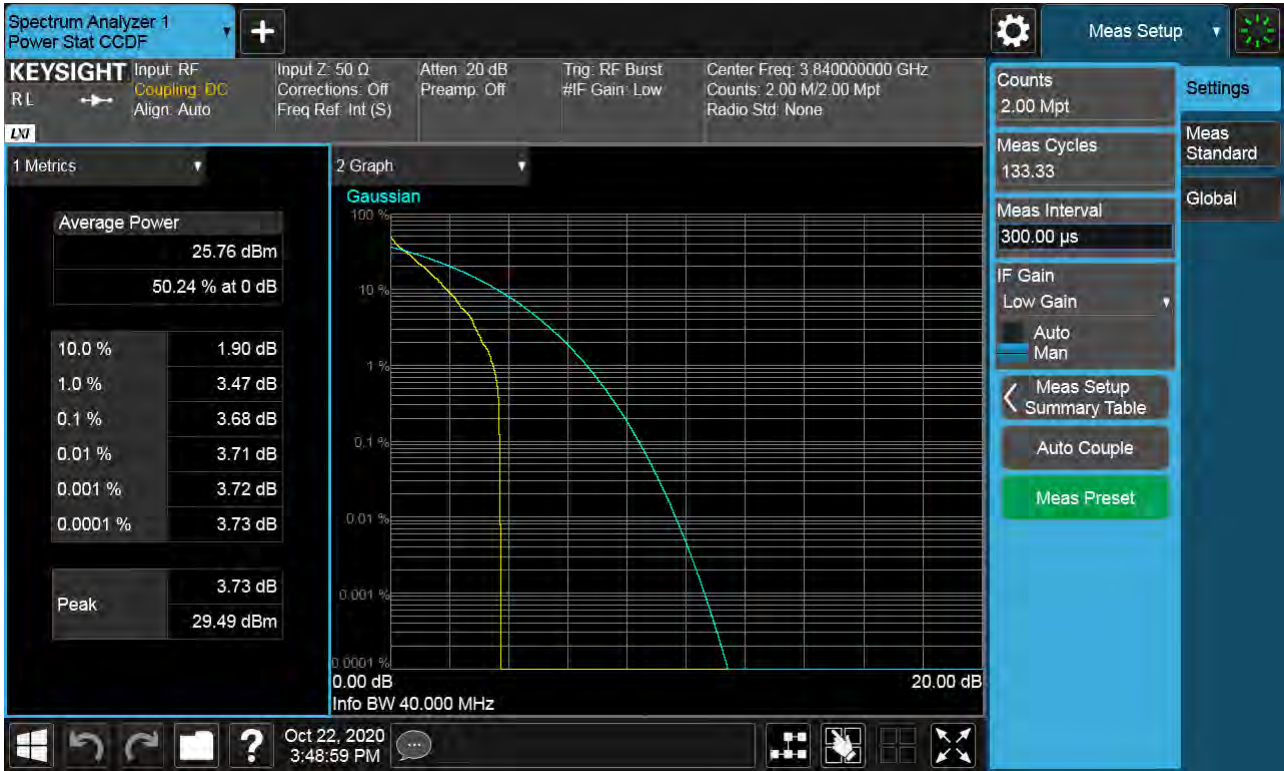 Spectrum Analyzer 1
Power Stat CCDF
Meas Setup
KEYSIGHT
RL
LXI
Input: RF
Coupling: DC
Align: Auto
Input Z: 50 Ω
Corrections: Off
Freq Ref: Int (S)
Atten: 20 dB
Preamp: Off
Trig: RF Burst
#IF Gain: Low
Center Freq: 3.840000000 GHz
Counts: 2.00 M/2.00 Mpt
Radio Std: None
1 Metrics
Average Power
25.76 dBm
50.24 % at 0 dB
10.0 % 1.90 dB
1.0 % 3.47 dB
0.1 % 3.68 dB
0.01 % 3.71 dB
0.001 % 3.72 dB
0.0001 % 3.73 dB
Peak
3.73 dB
29.49 dBm
2 Graph
Gaussian
100 %
10 %
1 %
0.1 %
0.01 %
0.001 %
0.0001 %
0.00 dB 20.00 dB
Info BW 40.000 MHz
Counts
2.00 Mpt
Meas Cycles
133.33
Meas Interval
300.00 µs
IF Gain
Low Gain
Auto
Man
Meas Setup
Summary Table
Auto Couple
Meas Preset
Settings
Meas
Standard
Global
?
Oct 22, 2020
3:48:59 PM